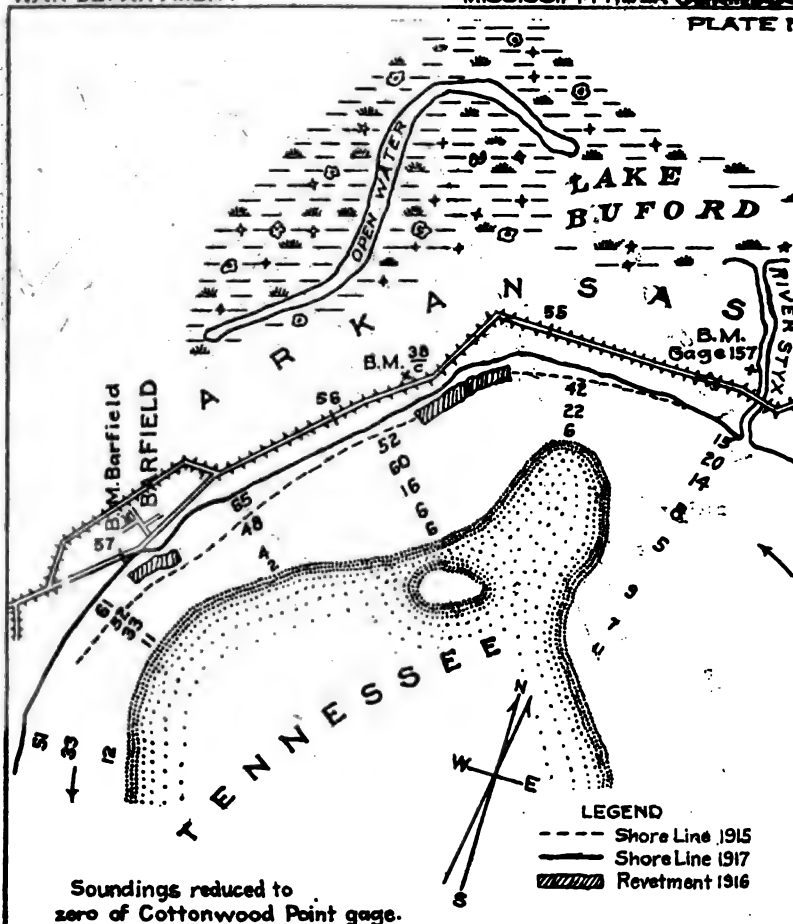 PLATE
LAKE
BUFORD
OPEN WATER
ARKANSAS
RIVER STYX
B.M.
Gage 157
55
B.M. 38
C
56
B.M. Barfield
BARFIELD
57
42
22
6
52
60
16
6
6
15
20
14
8
5
9
7
65
48
4
2
61
52
33
11
51
33
12
TENNESSEE
N
W
E
S
LEGEND
Shore Line 1915
Shore Line 1917
Revetment 1916
Soundings reduced to
zero of Cottonwood Point gage.